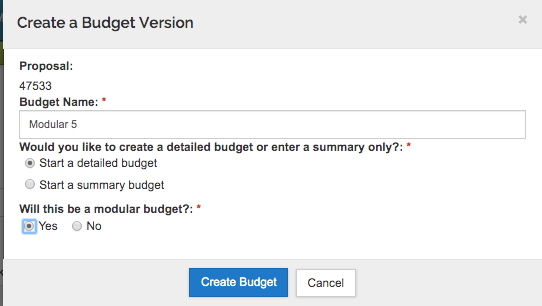 Create a Budget Version
×
Proposal:
47533
Budget Name: *
Modular 5
Would you like to create a detailed budget or enter a summary only?: *
Start a detailed budget
Start a summary budget
Will this be a modular budget?: *
Yes No
Create Budget Cancel